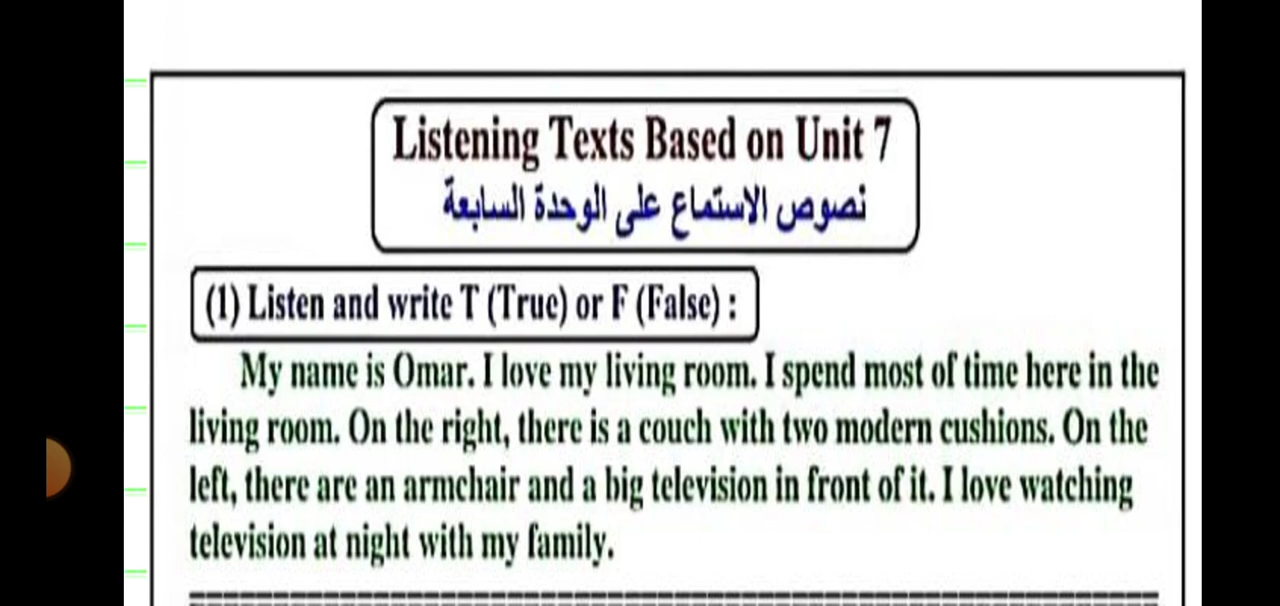 Listening Texts Based on Unit 7
نصوص الاستماع على الوحدة السابعة
(1) Listen and write T (True) or F (False) :
My name is Omar. I love my living room. I spend most of time here in the
living room. On the right, there is a couch with two modern cushions. On the
left, there are an armchair and a big television in front of it. I love watching
television at night with my family.